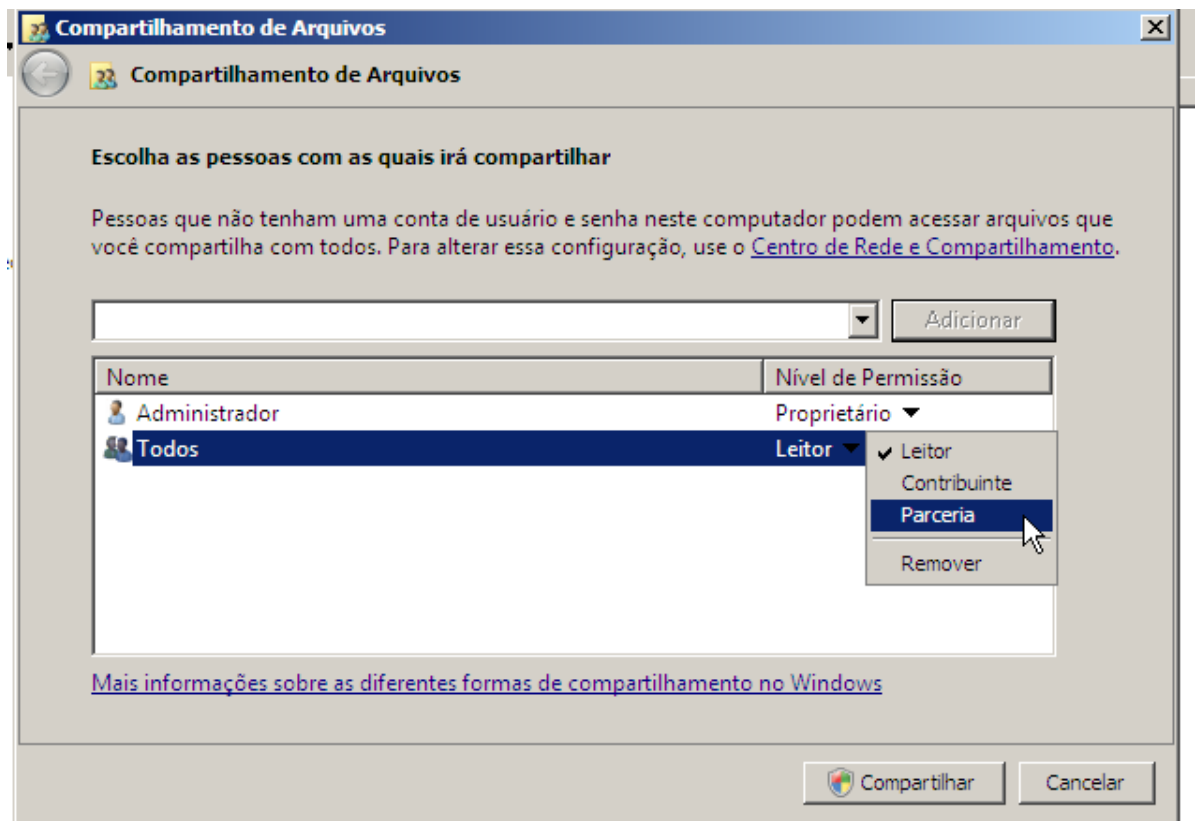 Compartilhamento de Arquivos
Compartilhamento de Arquivos
Escolha as pessoas com as quais irá compartilhar
Pessoas que não tenham uma conta de usuário e senha neste computador podem acessar arquivos que
você compartilha com todos. Para alterar essa configuração, use o Centro de Rede e Compartilhamento.
Adicionar
Nome Nível de Permissão
Administrador Proprietário
Todos Leitor
Leitor
Contribuinte
Parceria
Remover
Mais informações sobre as diferentes formas de compartilhamento no Windows
Compartilhar Cancelar